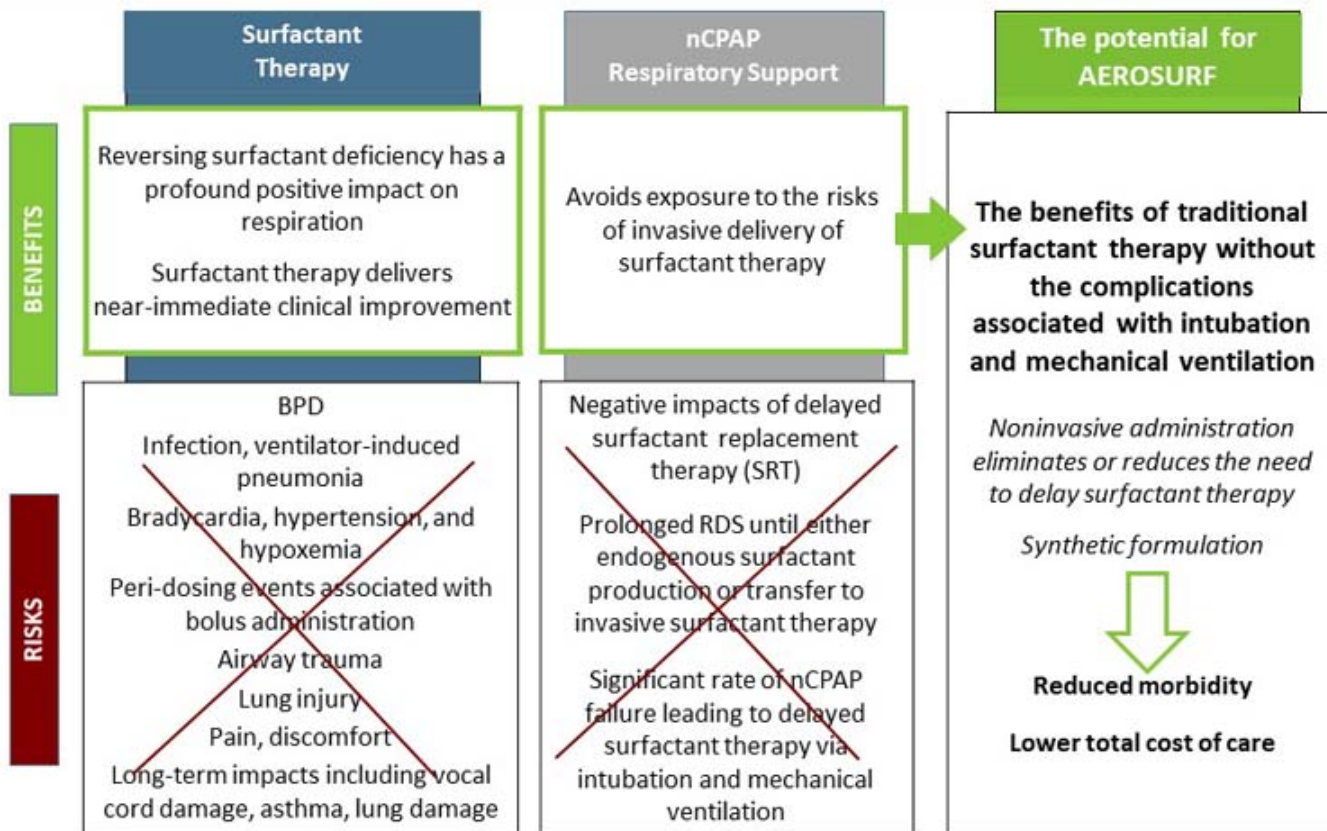 Surfactant
Therapy
nCPAP
Respiratory Support
The potential for
AEROSURF
BENEFITS
Reversing surfactant deficiency has a
profound positive impact on
respiration
Surfactant therapy delivers
near-immediate clinical improvement
Avoids exposure to the risks
of invasive delivery of
surfactant therapy
The benefits of traditional
surfactant therapy without
the complications
associated with intubation
and mechanical ventilation
Noninvasive administration
eliminates or reduces the need
to delay surfactant therapy
Synthetic formulation
Reduced morbidity
Lower total cost of care
RISKS
BPD
Infection, ventilator-induced
pneumonia
Bradycardia, hypertension, and
hypoxemia
Peri-dosing events associated with
bolus administration
Airway trauma
Lung injury
Pain, discomfort
Long-term impacts including vocal
cord damage, asthma, lung damage
Negative impacts of delayed
surfactant replacement
therapy (SRT)
Prolonged RDS until either
endogenous surfactant
production or transfer to
invasive surfactant therapy
Significant rate of nCPAP
failure leading to delayed
surfactant therapy via
intubation and mechanical
ventilation